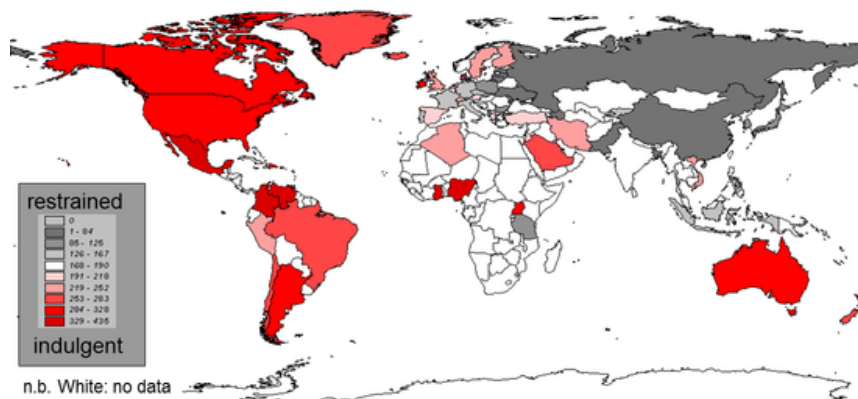 restrained
0
1 - 84
85 - 125
126 - 167
168 - 190
191 - 218
219 - 252
253 - 283
284 - 328
329 - 435
indulgent
n.b. White: no data